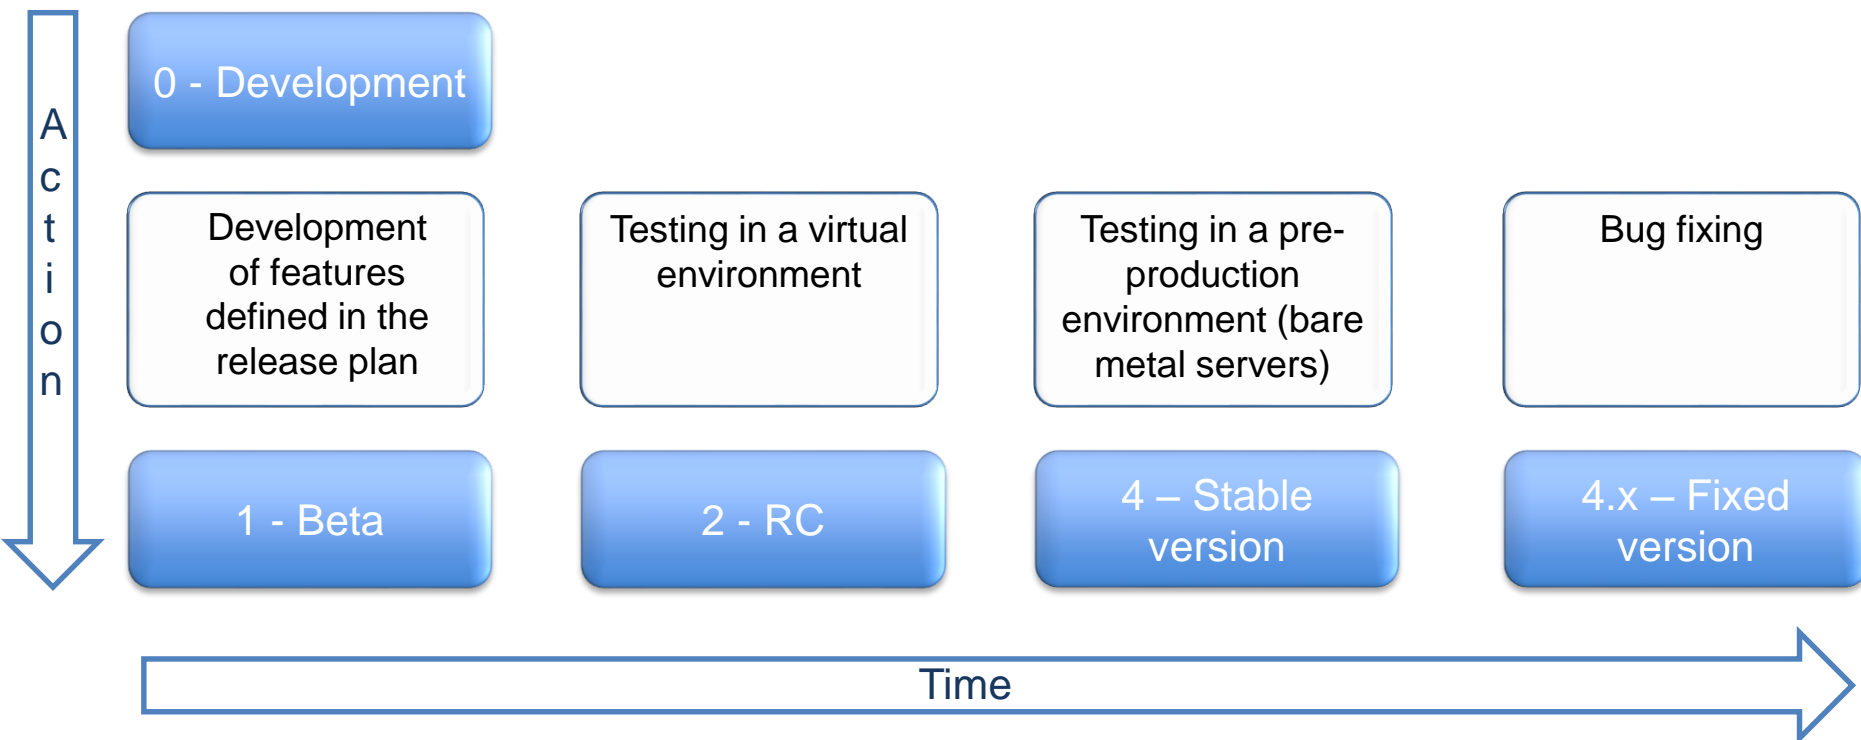 Action
0 - Development
Development
of features
defined in the
release plan
Testing in a virtual
environment
Testing in a pre-
production
environment (bare
metal servers)
Bug fixing
1 - Beta
2 - RC
4 – Stable
version
4.x – Fixed
version
Time